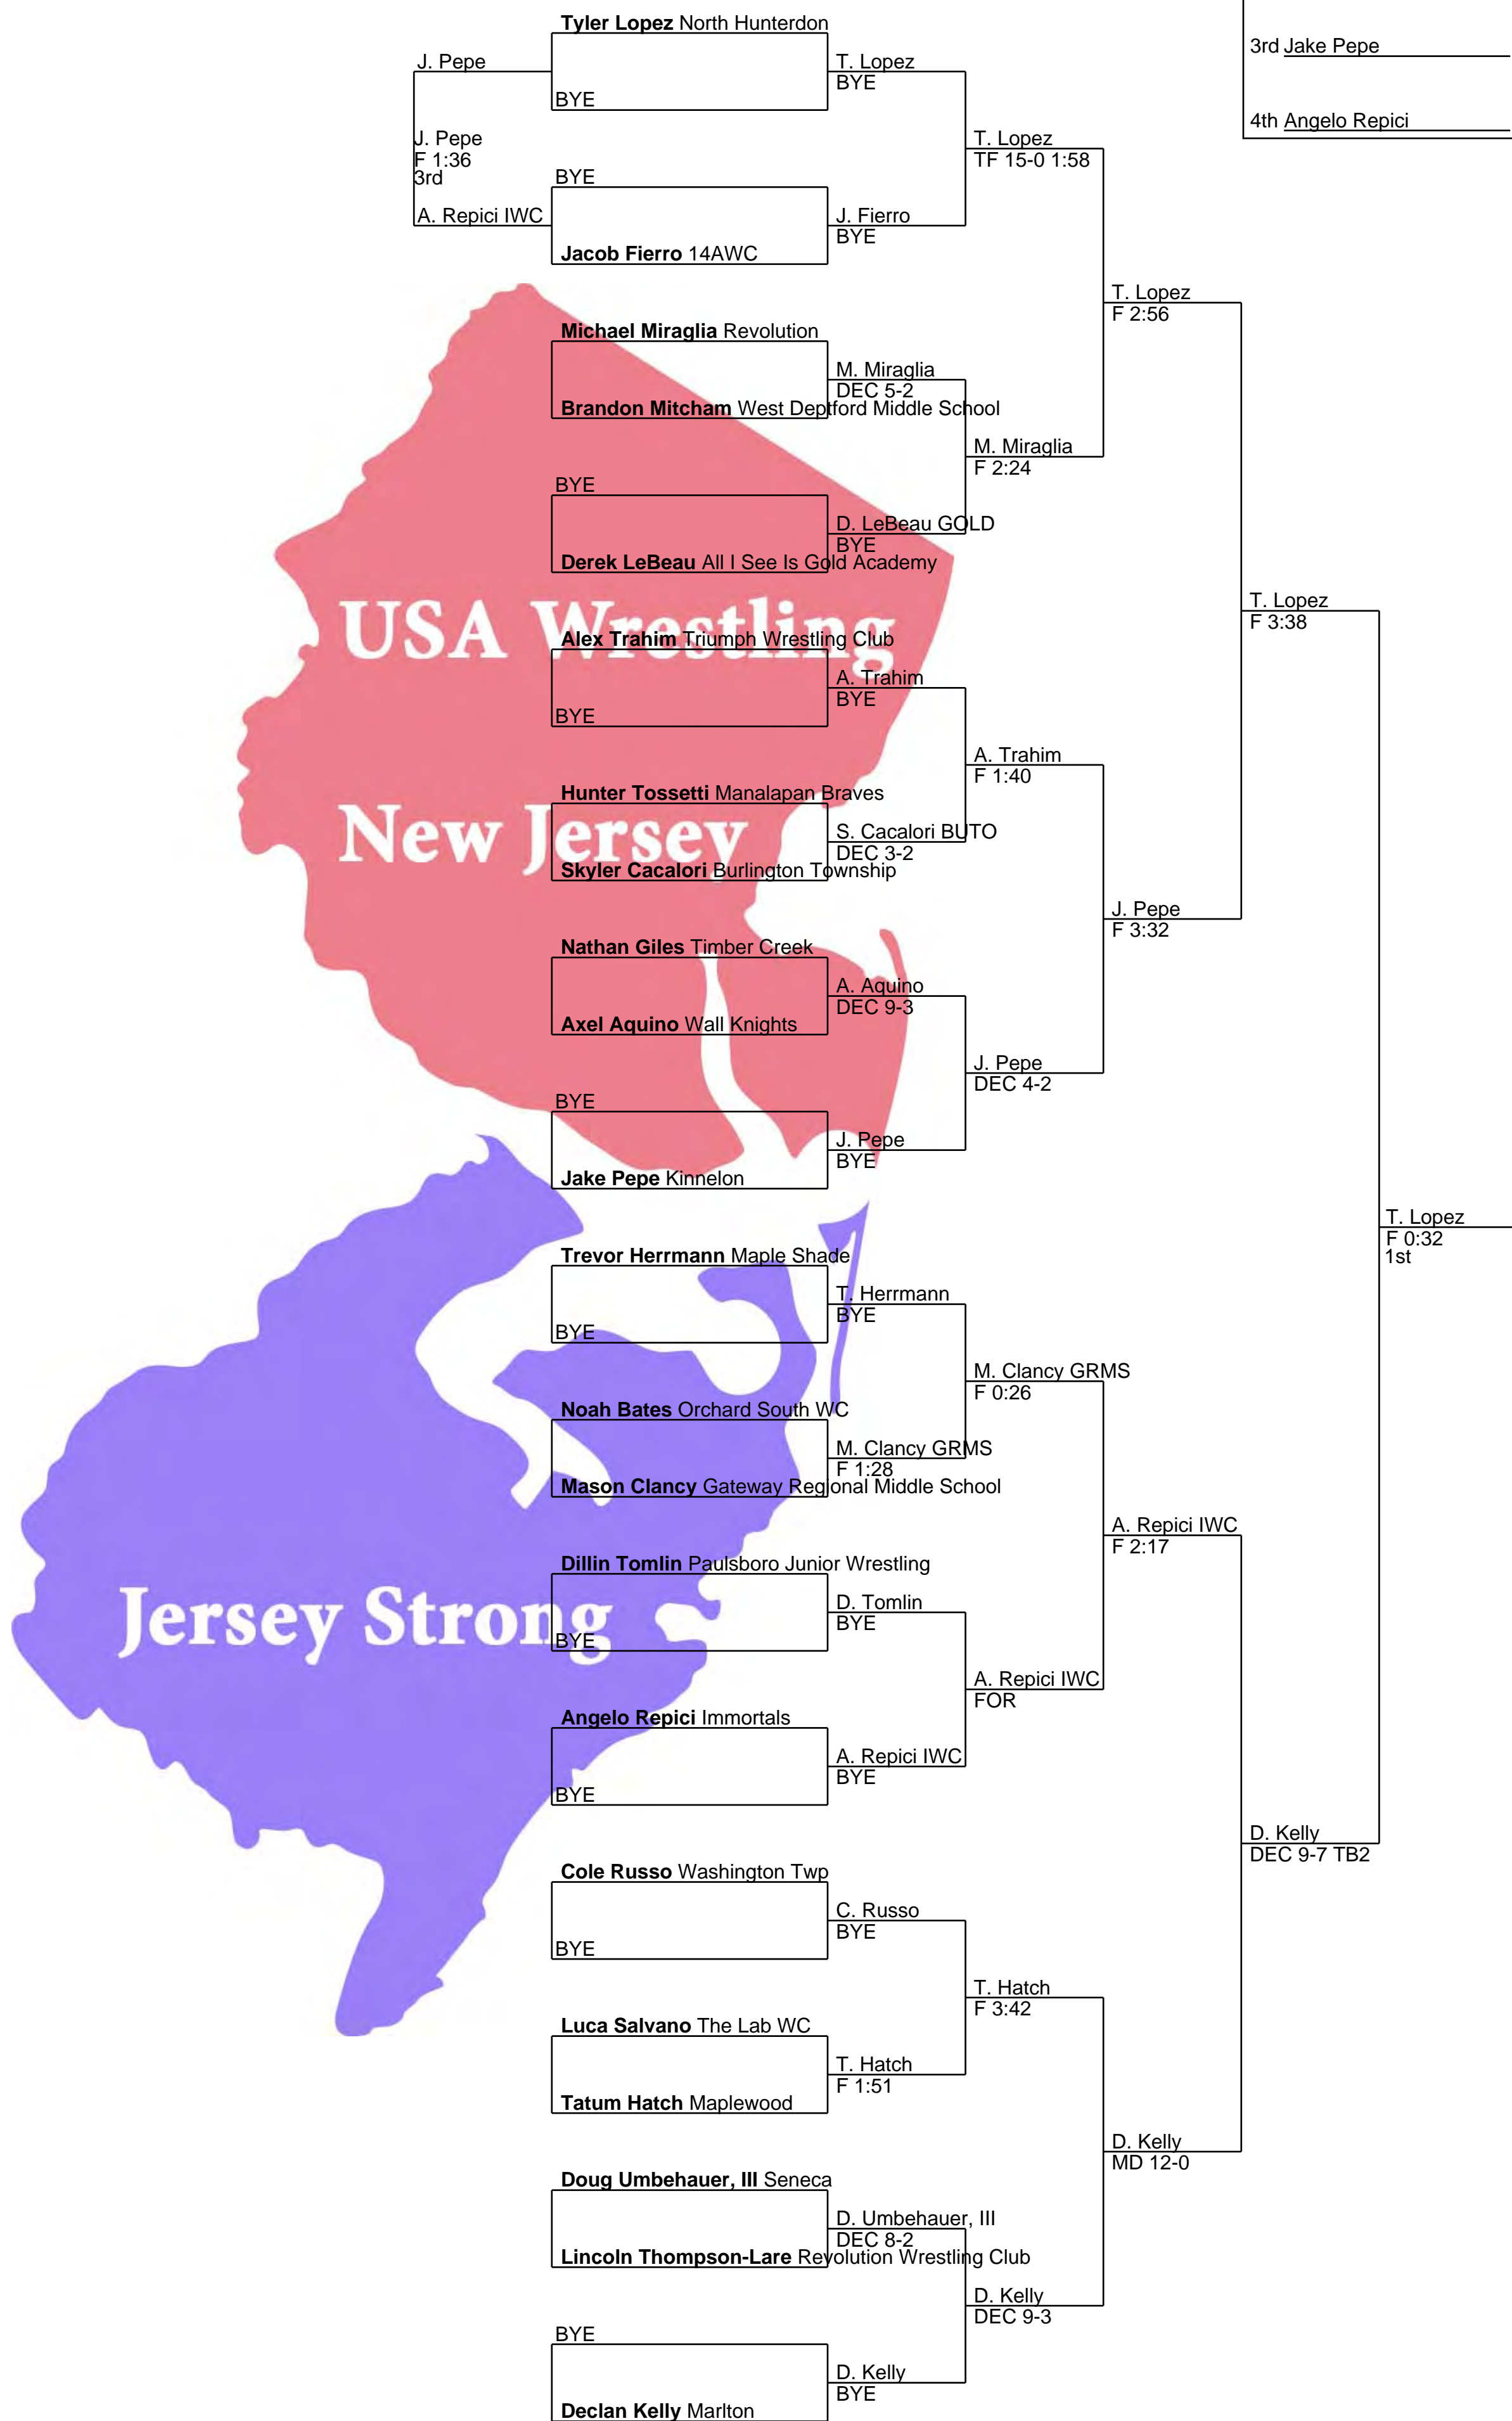 Tyler Lopez North Hunterdon
3rd Jake Pepe
J. Pepe
T. Lopez
BYE
BYE
4th Angelo Repici
J. Pepe
F 1:36
3rd
T. Lopez
TF 15-0 1:58
BYE
A. Repici IWC
J. Fierro
BYE
Jacob Fierro 14AWC
T. Lopez
F 2:56
Michael Miraglia Revolution
M. Miraglia
DEC 5-2
Brandon Mitcham West Deptford Middle School
M. Miraglia
F 2:24
BYE
D. LeBeau GOLD
BYE
Derek LeBeau All I See Is Gold Academy
T. Lopez
F 3:38
USA Wrestling
Alex Trahim Triumph Wrestling Club
A. Trahim
BYE
BYE
A. Trahim
F 1:40
Hunter Tossetti Manalapan Braves
New Jersey
S. Cacalori BUTO
DEC 3-2
Skyler Cacalori Burlington Township
J. Pepe
F 3:32
Nathan Giles Timber Creek
A. Aquino
DEC 9-3
Axel Aquino Wall Knights
J. Pepe
DEC 4-2
BYE
J. Pepe
BYE
Jake Pepe Kinnelon
T. Lopez
F 0:32
1st
Trevor Herrmann Maple Shade
T. Herrmann
BYE
BYE
M. Clancy GRMS
F 0:26
Noah Bates Orchard South WC
M. Clancy GRMS
F 1:28
Mason Clancy Gateway Regional Middle School
A. Repici IWC
F 2:17
Dillin Tomlin Paulsboro Junior Wrestling
D. Tomlin
BYE
Jersey Strong
BYE
A. Repici IWC
FOR
Angelo Repici Immortals
A. Repici IWC
BYE
BYE
D. Kelly
DEC 9-7 TB2
Cole Russo Washington Twp
C. Russo
BYE
BYE
T. Hatch
F 3:42
Luca Salvano The Lab WC
T. Hatch
F 1:51
Tatum Hatch Maplewood
D. Kelly
MD 12-0
Doug Umbehauer, III Seneca
D. Umbehauer, III
DEC 8-2
Lincoln Thompson-Lare Revolution Wrestling Club
D. Kelly
DEC 9-3
BYE
D. Kelly
BYE
Declan Kelly Marlton